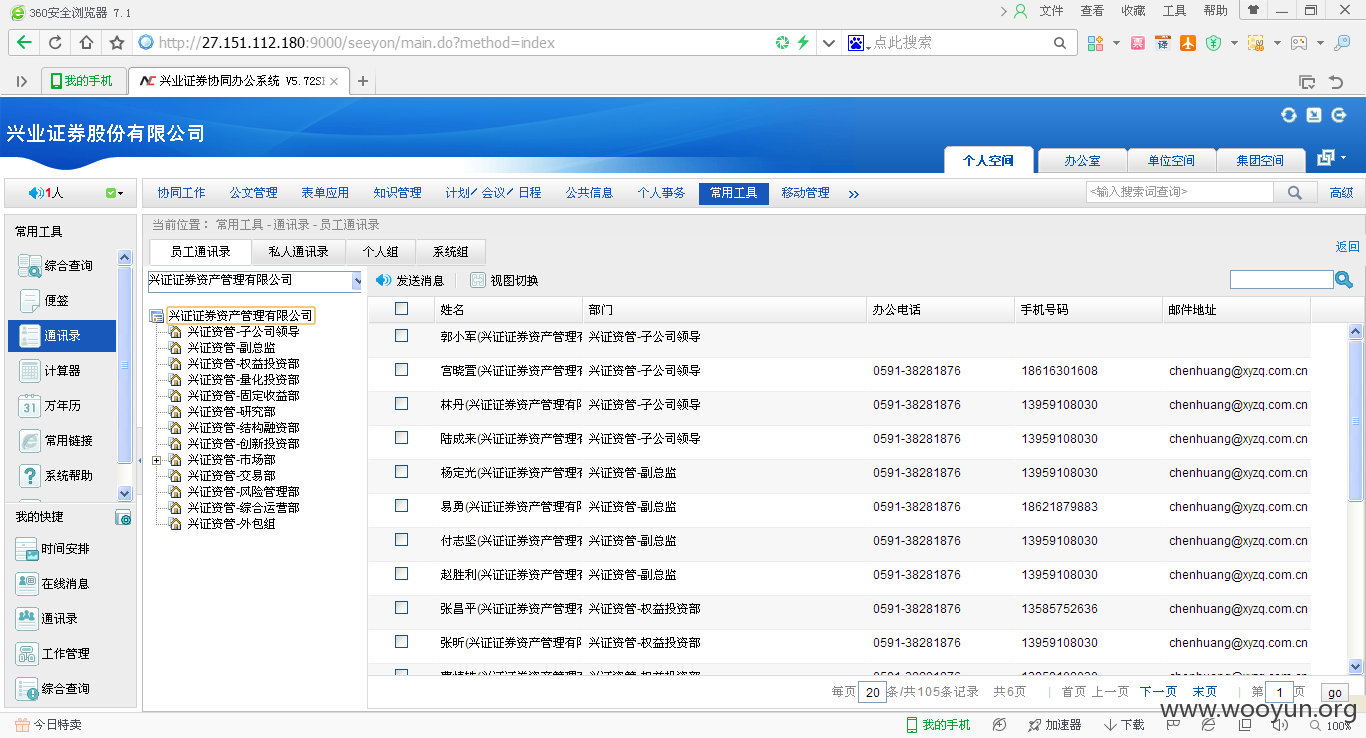 360安全浏览器 7.1
文件 查看 收藏 工具 帮助
http://27.151.112.180:9000/seeyon/main.do?method=index
点此搜索
我的手机
兴业证券协同办公系统 V5.72SI
兴业证券股份有限公司
个人空间 办公室 单位空间 集团空间
1人
协同工作 公文管理 表单应用 知识管理 计划/会议/日程 公共信息 个人事务 常用工具 移动管理 »
<输入搜索词查询>
高级
常用工具
综合查询
便签
通讯录
计算器
31 万年历
常用链接
系统帮助
我的快捷
时间安排
在线消息
通讯录
工作管理
综合查询
当前位置： 常用工具 - 通讯录 - 员工通讯录
返回
员工通讯录 私人通讯录 个人组 系统组
兴证证券资产管理有限公司
发送消息 视图切换
兴证证券资产管理有限公司
兴证资管-子公司领导
兴证资管-副总监
兴证资管-权益投资部
兴证资管-量化投资部
兴证资管-固定收益部
兴证资管-研究部
兴证资管-结构融资部
兴证资管-创新投资部
兴证资管-市场部
兴证资管-交易部
兴证资管-风险管理部
兴证资管-综合运营部
兴证资管-外包组
姓名 部门 办公电话 手机号码 邮件地址
郭小军(兴证证券资产管理有 兴证资管-子公司领导
宫晓萱(兴证证券资产管理有 兴证资管-子公司领导 0591-38281876 18616301608 chenhuang@xyzq.com.cn
林丹(兴证证券资产管理有限 兴证资管-子公司领导 0591-38281876 13959108030 chenhuang@xyzq.com.cn
陆成来(兴证证券资产管理有 兴证资管-子公司领导 0591-38281876 13959108030 chenhuang@xyzq.com.cn
杨定光(兴证证券资产管理有 兴证资管-副总监 0591-38281876 13959108030 chenhuang@xyzq.com.cn
易勇(兴证证券资产管理有限 兴证资管-副总监 0591-38281876 18621879883 chenhuang@xyzq.com.cn
付志坚(兴证证券资产管理有 兴证资管-副总监 0591-38281876 13959108030 chenhuang@xyzq.com.cn
赵胜利(兴证证券资产管理有 兴证资管-副总监 0591-38281876 13959108030 chenhuang@xyzq.com.cn
张昌平(兴证证券资产管理有 兴证资管-权益投资部 0591-38281876 13585752636 chenhuang@xyzq.com.cn
张昕(兴证证券资产管理有限 兴证资管-权益投资部 0591-38281876 13959108030 chenhuang@xyzq.com.cn
每页 20 条/共105条记录 共6页 | 首页 上一页 下一页 末页 | 第 1 页 go
www.wooyun.org
今日特卖
我的手机 加速器 下载 100%